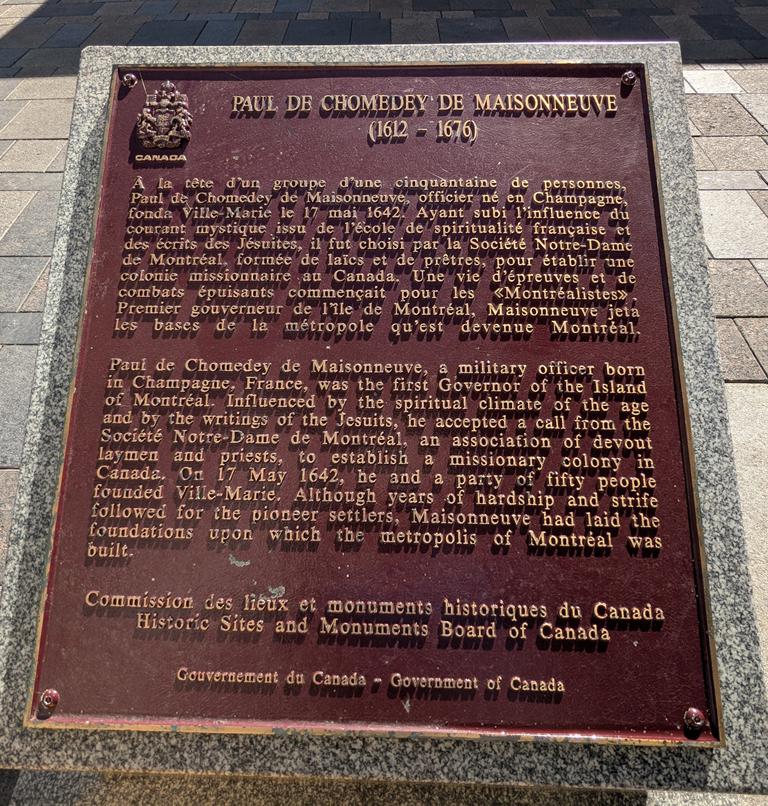 CANADA
PAUL DE CHOMEDEY DE MAISONNEUVE
(1612 - 1676)
À la tête d'un groupe d'une cinquantaine de personnes,
Paul de Chomedey de Maisonneuve, officier né en Champagne,
fonda Ville-Marie le 17 mai 1642. Ayant subi l'influence du
courant mystique issu de l'école de spiritualité française et
des écrits des Jésuites, il fut choisi par la Société Notre-Dame
de Montréal, formée de laïcs et de prêtres, pour établir une
colonie missionnaire au Canada. Une vie d'épreuves et de
combats épuisants commençait pour les «Montréalistes».
Premier gouverneur de l'île de Montréal, Maisonneuve jeta
les bases de la métropole qu'est devenue Montréal.
Paul de Chomedey de Maisonneuve, a military officer born
in Champagne, France, was the first Governor of the Island
of Montréal. Influenced by the spiritual climate of the age
and by the writings of the Jesuits, he accepted a call from the
Société Notre-Dame de Montréal, an association of devout
laymen and priests, to establish a missionary colony in
Canada. On 17 May 1642, he and a party of fifty people
founded Ville-Marie. Although years of hardship and strife
followed for the pioneer settlers, Maisonneuve had laid the
foundations upon which the metropolis of Montréal was
built.
Commission des lieux et monuments historiques du Canada
Historic Sites and Monuments Board of Canada
Gouvernement du Canada - Government of Canada